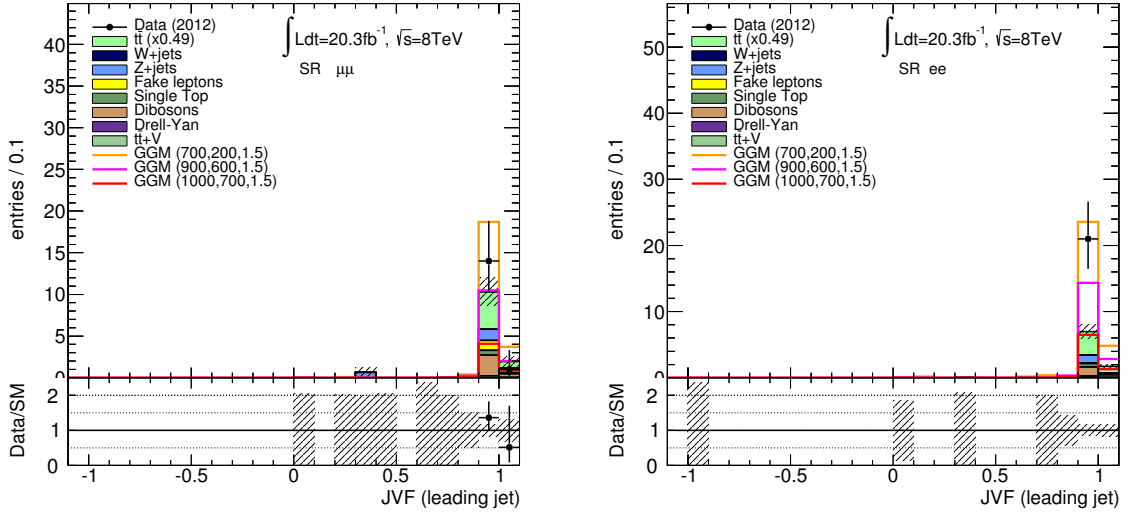 Data (2012)
tt̄ (x0.49)
W+jets
Z+jets
Fake leptons
Single Top
Dibosons
Drell-Yan
tt̄+V
GGM (700,200,1.5)
GGM (900,600,1.5)
GGM (1000,700,1.5)
∫ Ldt=20.3fb⁻¹, √s=8TeV
SR μμ
entries / 0.1
40
35
30
25
20
15
10
5
0
Data/SM
2
1
0
-1
-0.5
0
0.5
1
JVF (leading jet)
Data (2012)
tt̄ (x0.49)
W+jets
Z+jets
Fake leptons
Single Top
Dibosons
Drell-Yan
tt̄+V
GGM (700,200,1.5)
GGM (900,600,1.5)
GGM (1000,700,1.5)
∫ Ldt=20.3fb⁻¹, √s=8TeV
SR ee
entries / 0.1
50
40
30
20
10
0
Data/SM
2
1
0
-1
-0.5
0
0.5
1
JVF (leading jet)